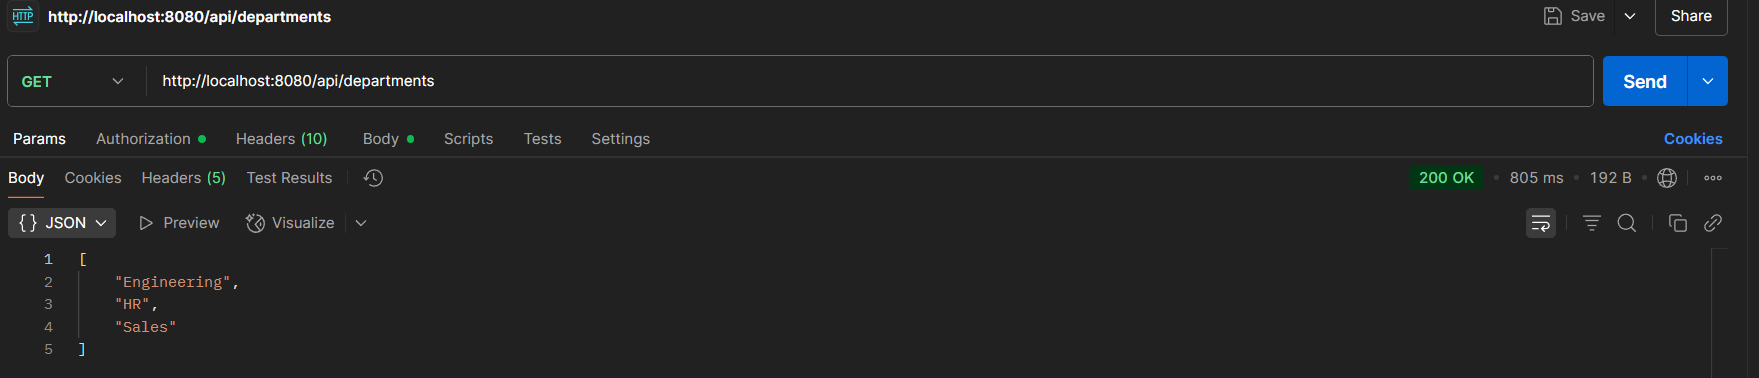 HTTP http://localhost:8080/api/departments Save Share
GET http://localhost:8080/api/departments Send
Params Authorization Headers (10) Body Scripts Tests Settings Cookies
Body Cookies Headers (5) Test Results 200 OK 805 ms 192 B
{} JSON Preview Visualize
1 [
2 "Engineering",
3 "HR",
4 "Sales"
5 ]